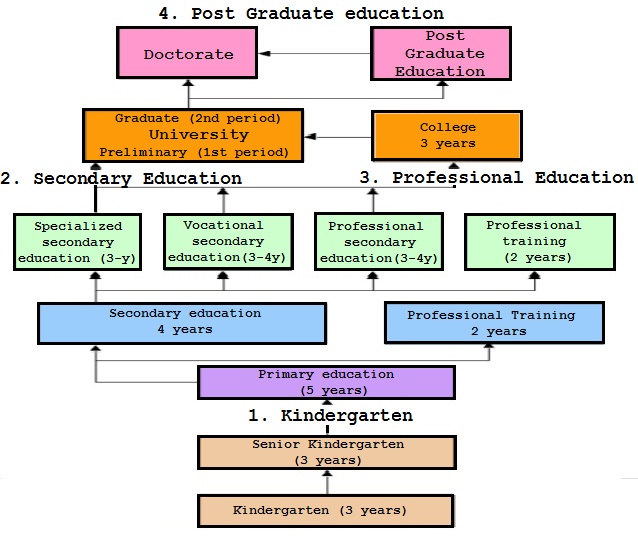 4. Post Graduate education
Doctorate
Post
Graduate
Education
Graduate (2nd period)
University
Preliminary (1st period)
College
3 years
2. Secondary Education
3. Professional Education
Specialized
secondary
education (3-y)
Vocational
secondary
education(3-4y)
Professional
secondary
education(3-4y)
Professional
training
(2 years)
Secondary education
4 years
Professional Training
2 years
Primary education
(5 years)
1. Kindergarten
Senior Kindergarten
(3 years)
Kindergarten (3 years)